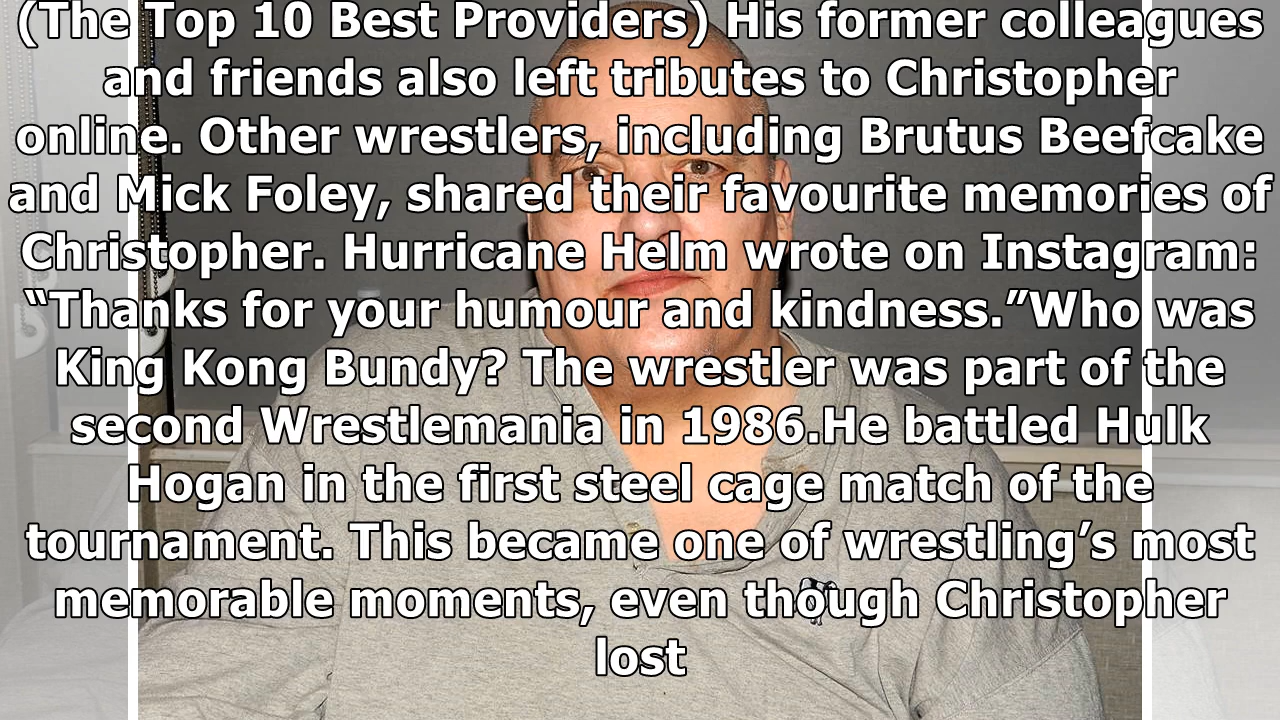 (The Top 10 Best Providers) His former colleagues
and friends also left tributes to Christopher
online. Other wrestlers, including Brutus Beefcake
and Mick Foley, shared their favourite memories of
Christopher. Hurricane Helm wrote on Instagram:
“Thanks for your humour and kindness.”Who was
King Kong Bundy? The wrestler was part of the
second Wrestlemania in 1986.He battled Hulk
Hogan in the first steel cage match of the
tournament. This became one of wrestling’s most
memorable moments, even though Christopher
lost